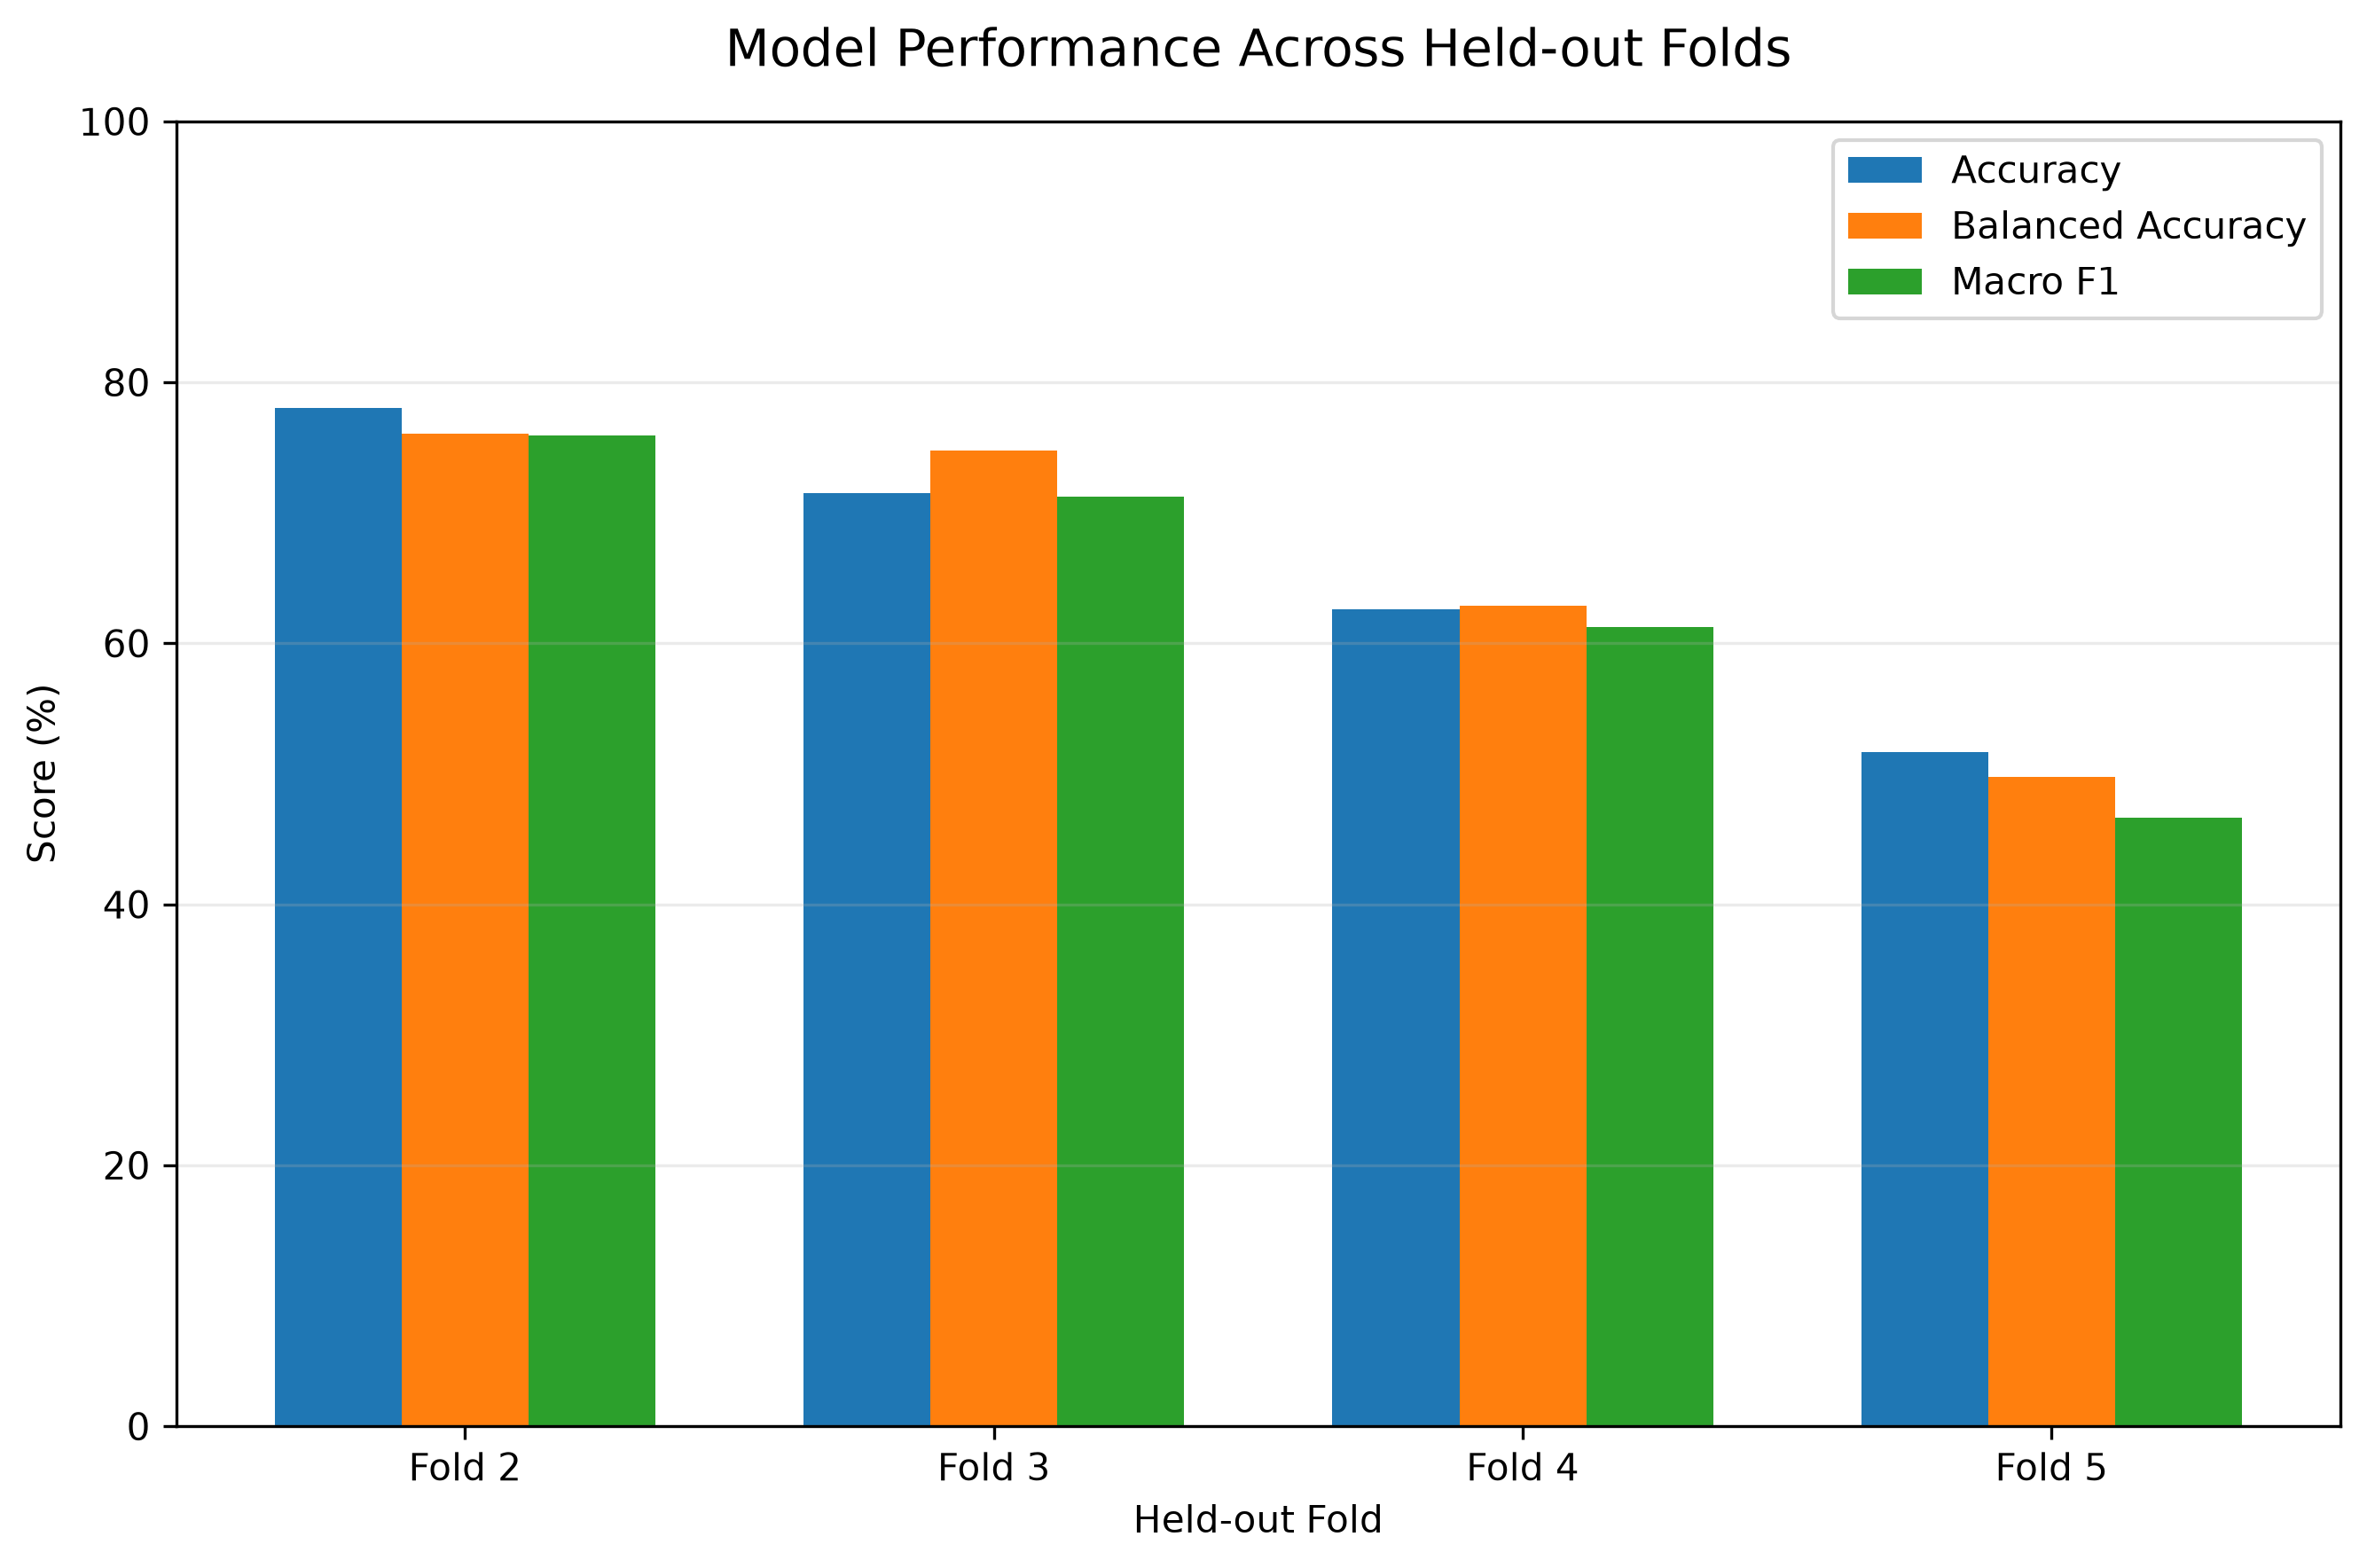 Model Performance Across Held-out Folds
100
80
60
40
20
0
Score (%)
Accuracy
Balanced Accuracy
Macro F1
Fold 2
Fold 3
Fold 4
Fold 5
Held-out Fold